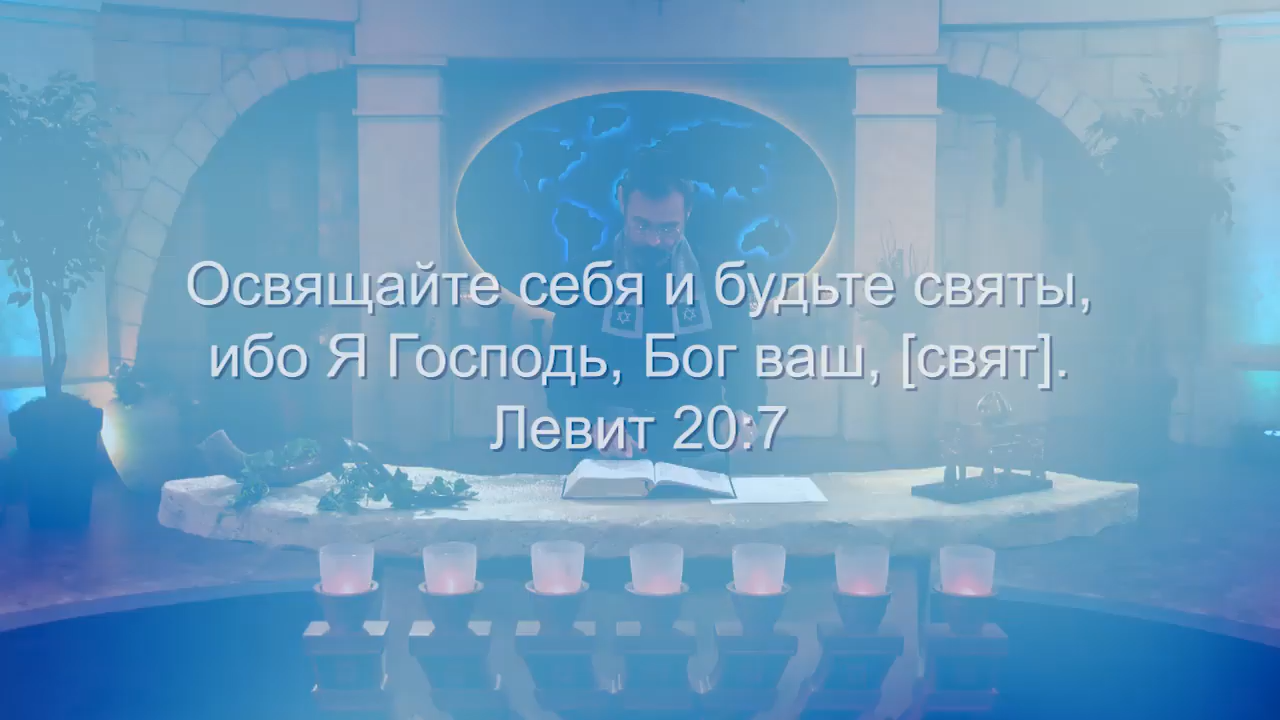 Освящайте себя и будьте святы,
ибо Я Господь, Бог ваш, [свят].
Левит 20:7